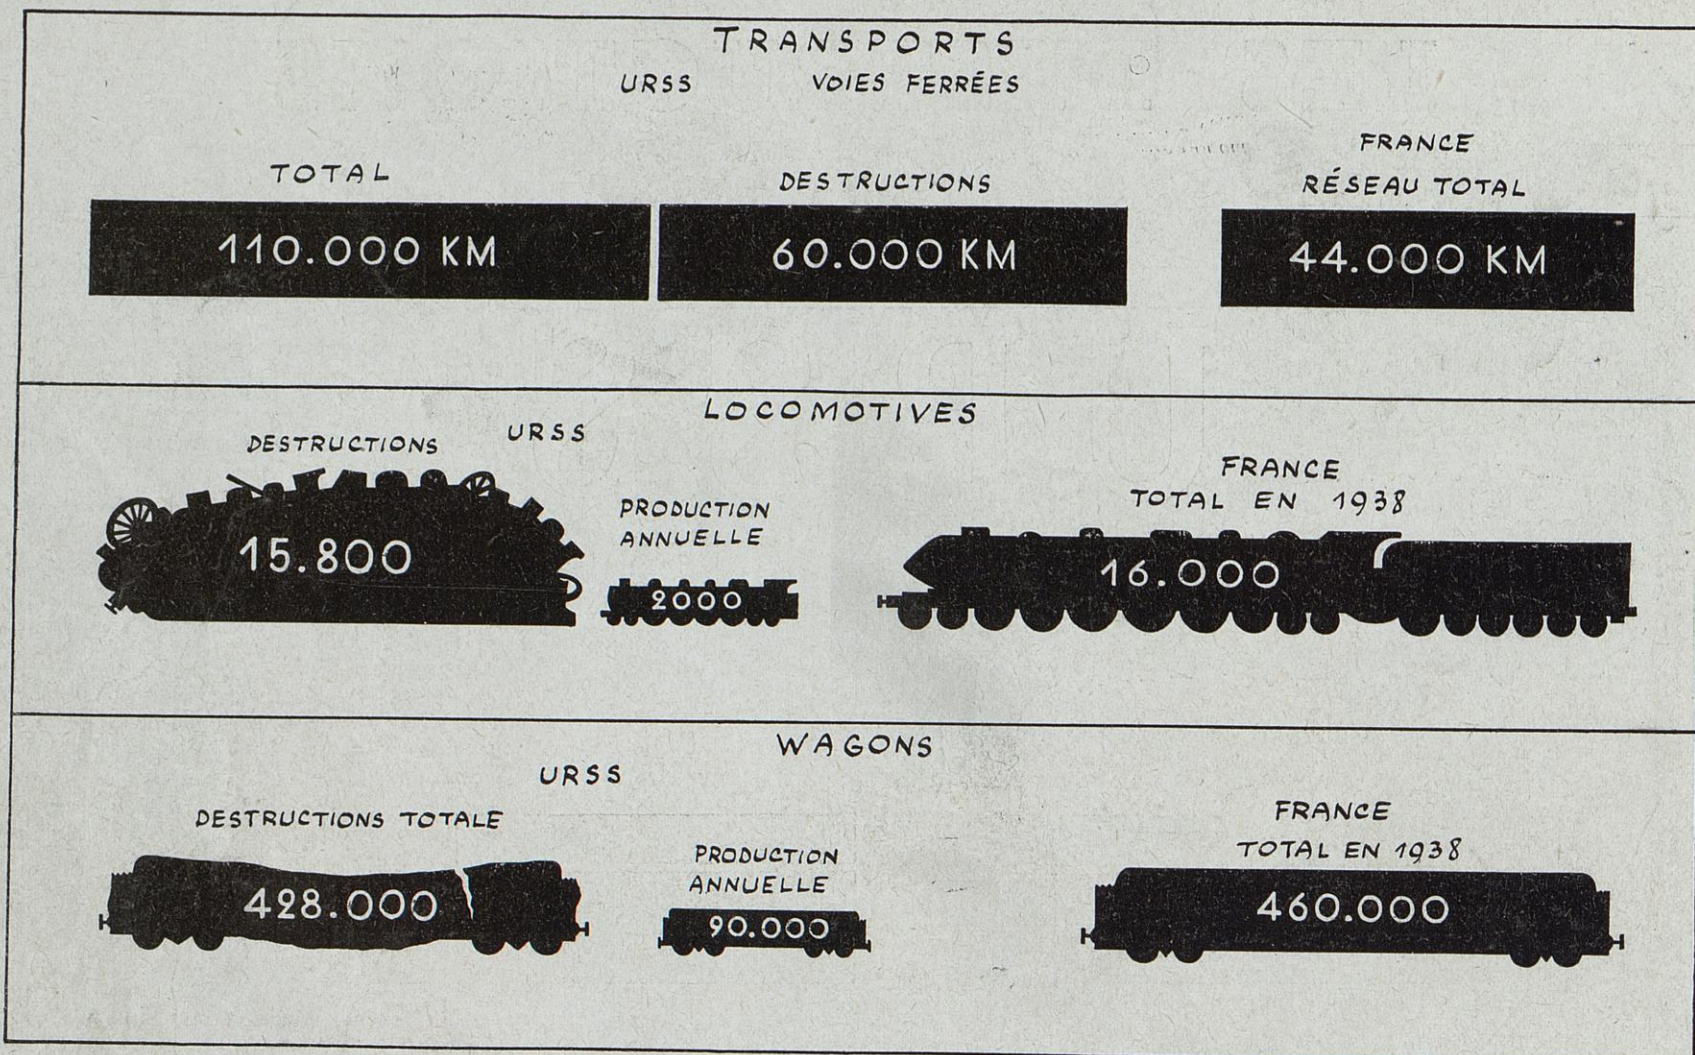 TRANSPORTS
URSS VOIES FERRÉES
TOTAL
110.000 KM
DESTRUCTIONS
60.000 KM
FRANCE
RÉSEAU TOTAL
44.000 KM
LOCOMOTIVES
URSS
DESTRUCTIONS
15.800
PRODUCTION
ANNUELLE
2000
FRANCE
TOTAL EN 1938
16.000
WAGONS
URSS
DESTRUCTIONS TOTALE
428.000
PRODUCTION
ANNUELLE
90.000
FRANCE
TOTAL EN 1938
460.000